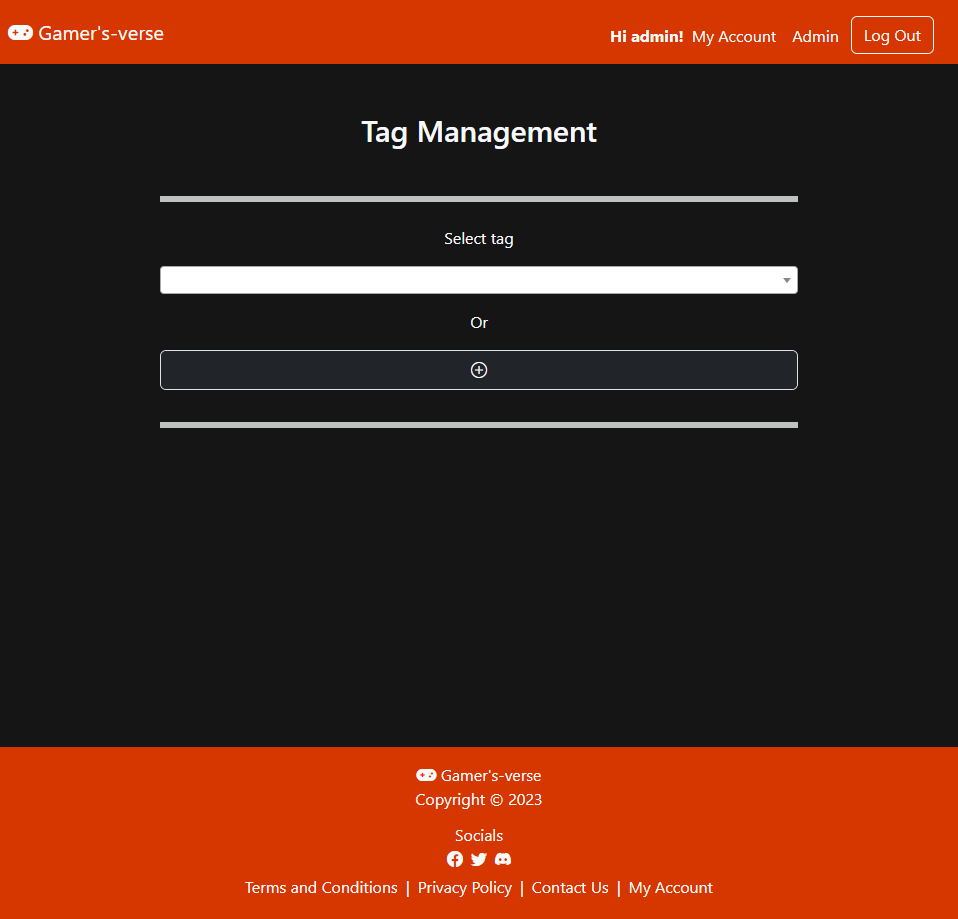 Gamer's-verse
Hi admin! My Account Admin Log Out
Tag Management
Select tag
Or
Gamer's-verse
Copyright © 2023
Socials
Terms and Conditions | Privacy Policy | Contact Us | My Account